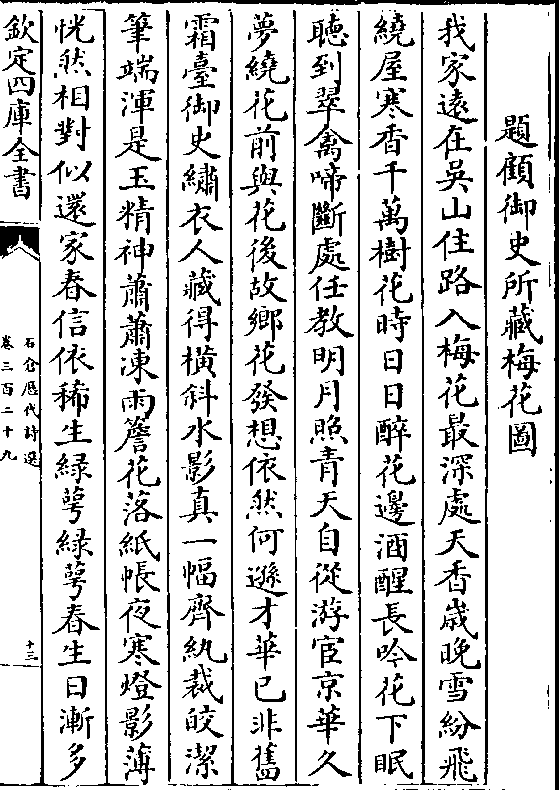 題顧御史所藏梅花圖
我家遠在吳山住路入梅花最深處天香歲晚雪紛飛
繞屋寒香千萬樹花時日日醉花邊酒醒長吟花下眠
聽到翠禽啼斷處任教明月照青天自從游宦京華久
夢繞花前與花後故鄉花發想依然何遜才華已非舊
霜臺御史繡衣人藏得橫斜水影真一幅齊紈裁皎潔
筆端渾是玉精神蕭蕭凍雨簷花落紙帳夜寒燈影薄
恍然相對似還家春信依稀生緑萼緑萼春生日漸多
欽定四庫全書
石倉歷代詩選
卷三百二十九
十三